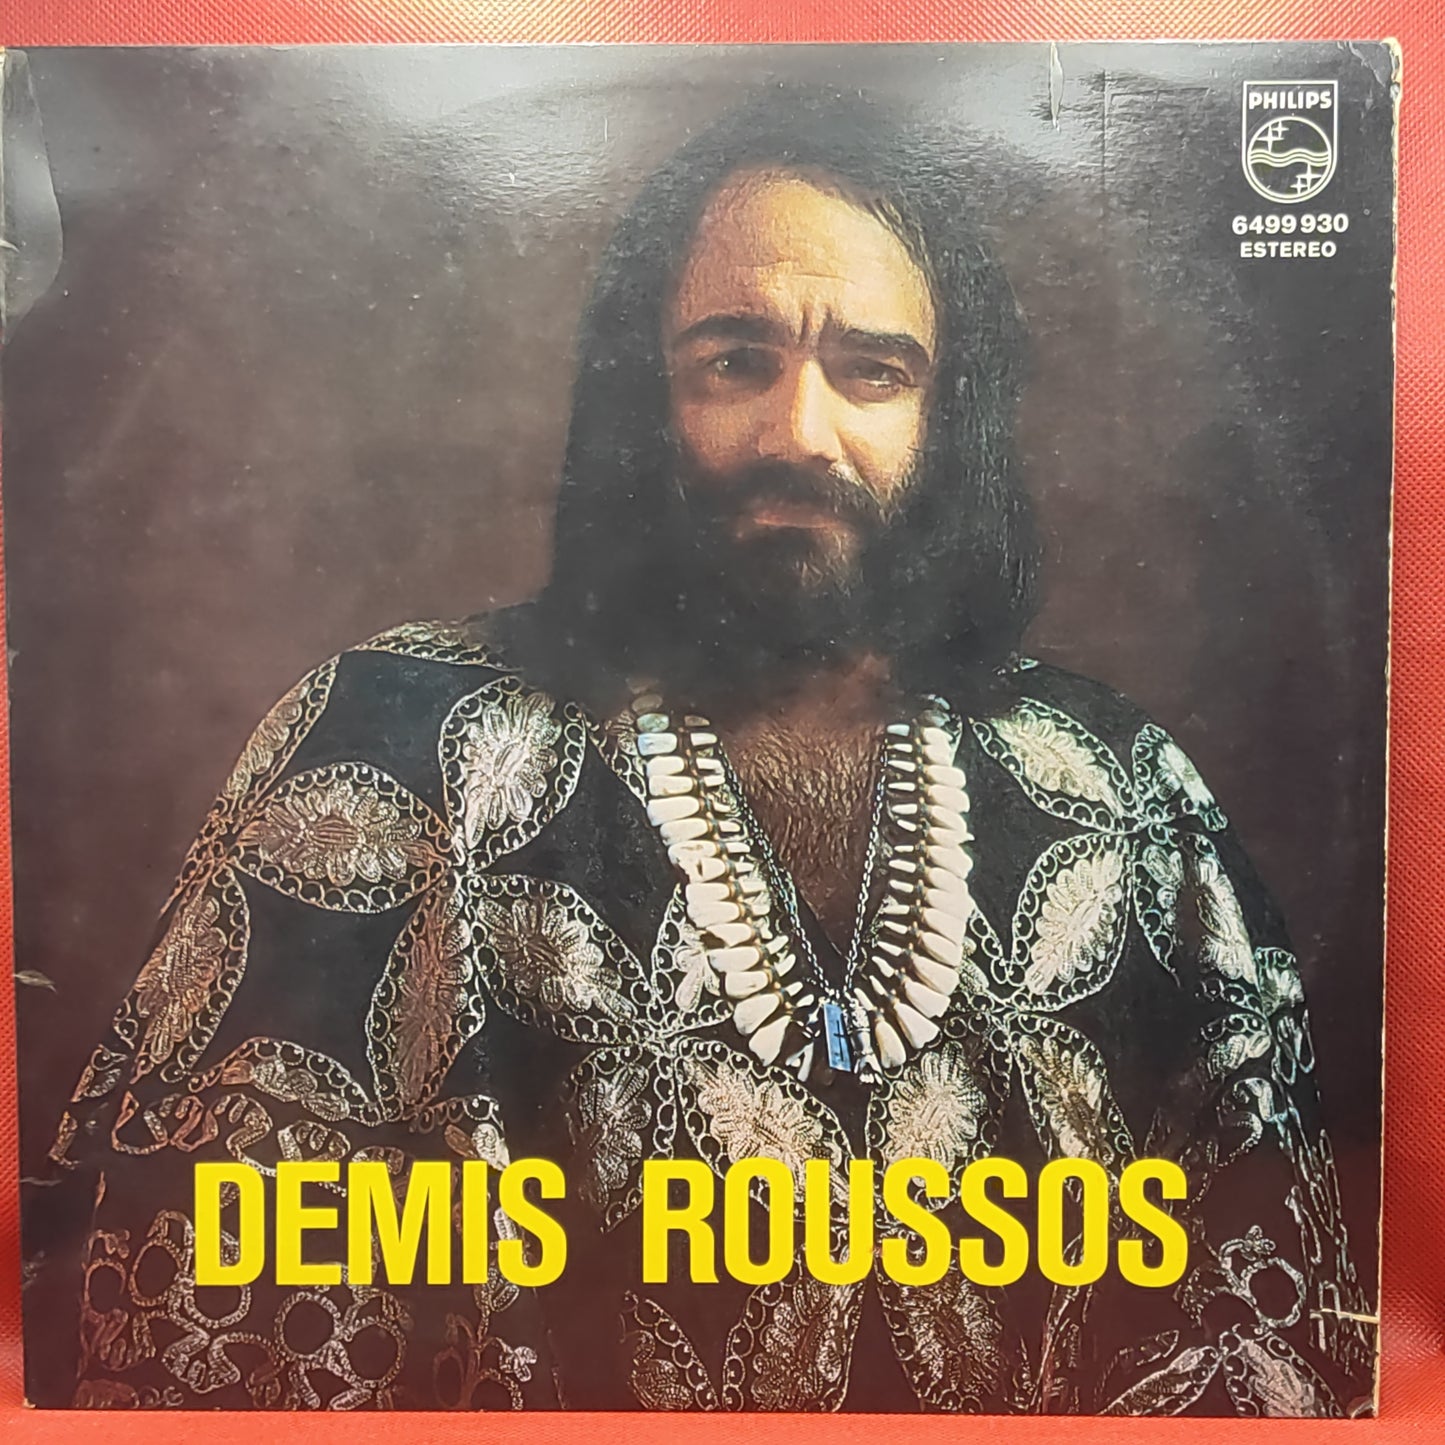 PHILIPS
6499 930
ESTEREO
DEMIS ROUSSOS